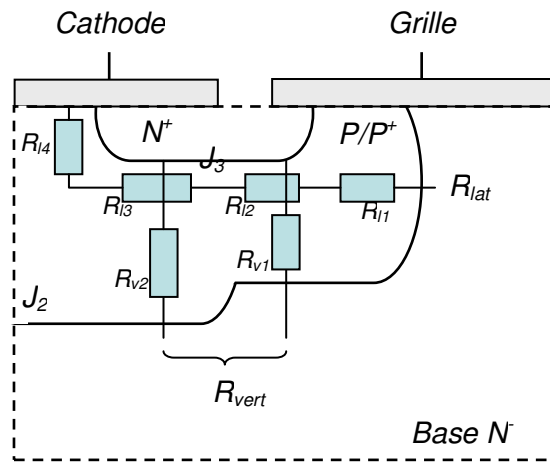 Cathode
Grille
N+
P/P+
Rl4
J3
Rl3
Rl2
Rl1
Rlat
Rv2
Rv1
J2
Rvert
Base N-